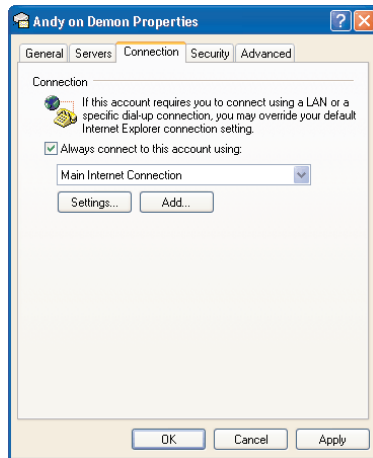 Andy on Demon Properties
General Servers Connection Security Advanced
Connection
If this account requires you to connect using a LAN or a
specific dial-up connection, you may override your default
Internet Explorer connection setting.
Always connect to this account using:
Main Internet Connection
Settings... Add...
OK Cancel Apply